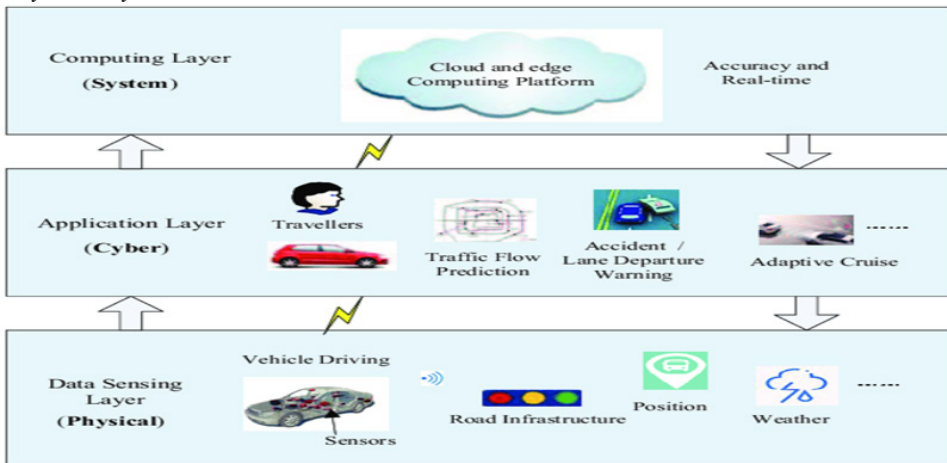 Computing Layer
(System)
Cloud and edge
Computing Platform
Accuracy and
Real-time
Application Layer
(Cyber)
Travellers
Traffic Flow
Prediction
Accident /
Lane Departure
Warning
Adaptive Cruise
......
Data Sensing
Layer
(Physical)
Vehicle Driving
Sensors
Road Infrastructure
Position
Weather
......